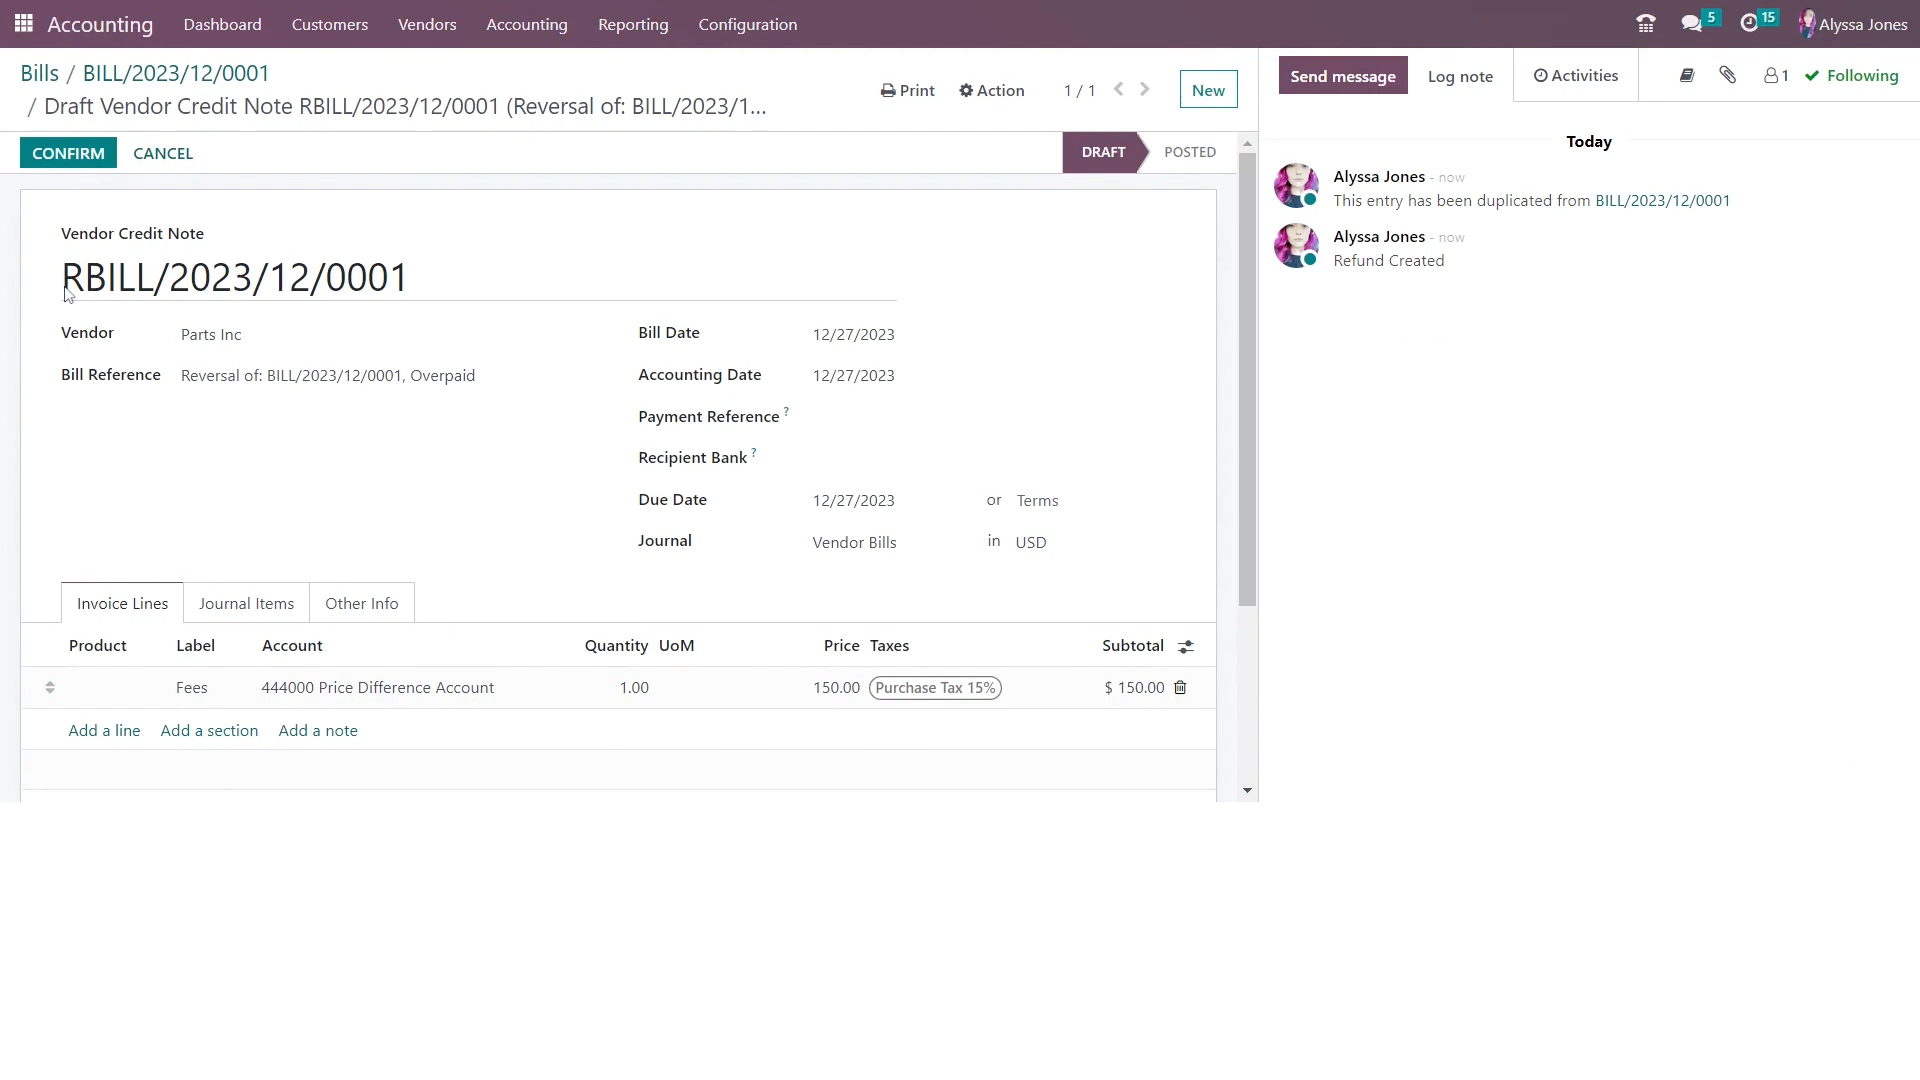 Accounting Dashboard Customers Vendors Accounting Reporting Configuration 5 15 Alyssa Jones
Bills / BILL/2023/12/0001
/ Draft Vendor Credit Note RBILL/2023/12/0001 (Reversal of: BILL/2023/1...
Print Action 1 / 1 New
Send message Log note Activities 1 Following
CONFIRM CANCEL DRAFT POSTED
Vendor Credit Note
RBILL/2023/12/0001
Vendor Parts Inc
Bill Reference Reversal of: BILL/2023/12/0001, Overpaid
Bill Date 12/27/2023
Accounting Date 12/27/2023
Payment Reference ?
Recipient Bank ?
Due Date 12/27/2023 or Terms
Journal Vendor Bills in USD
Invoice Lines Journal Items Other Info
Product Label Account Quantity UoM Price Taxes Subtotal
Fees 444000 Price Difference Account 1.00 150.00 Purchase Tax 15% $ 150.00
Add a line Add a section Add a note
Today
Alyssa Jones - now
This entry has been duplicated from BILL/2023/12/0001
Alyssa Jones - now
Refund Created